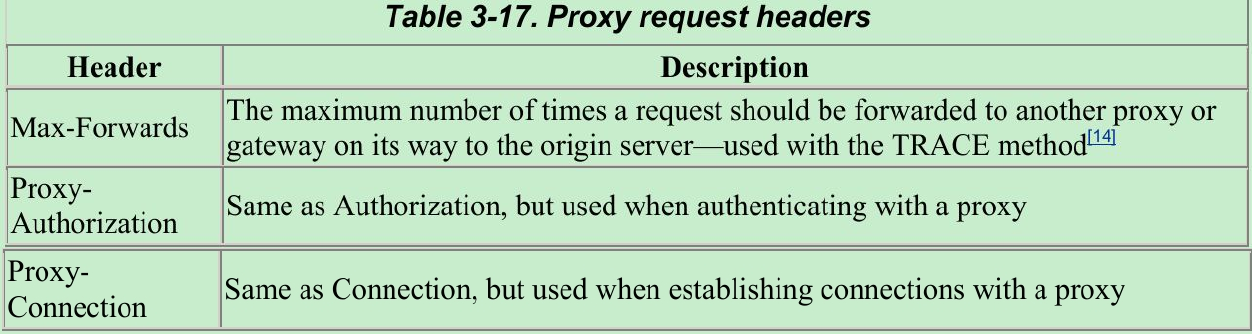 Table 3-17. Proxy request headers
Header Description
Max-Forwards The maximum number of times a request should be forwarded to another proxy or
gateway on its way to the origin server—used with the TRACE method[14]
Proxy-
Authorization Same as Authorization, but used when authenticating with a proxy
Proxy-
Connection Same as Connection, but used when establishing connections with a proxy